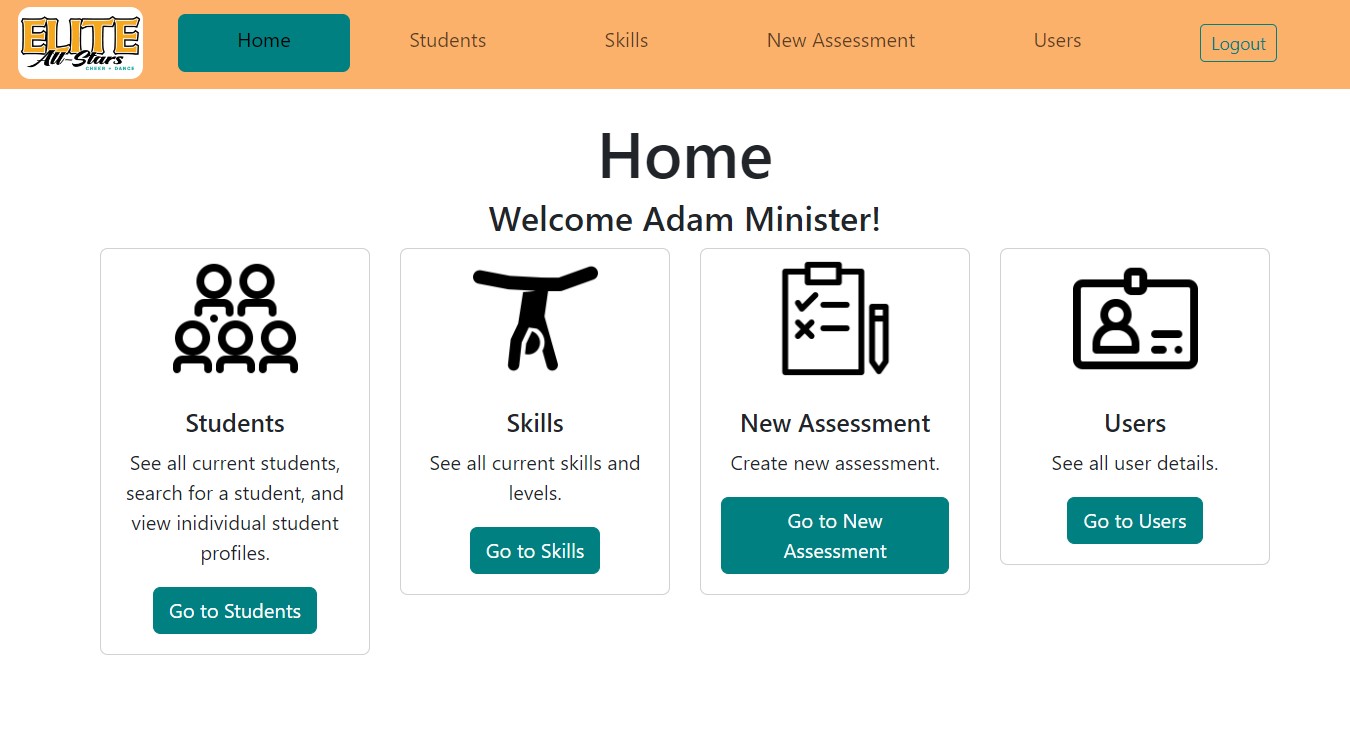 ELITE
All-Stars
CHEER + DANCE
Home
Students
Skills
New Assessment
Users
Logout
Home
Welcome Adam Minister!
Students
See all current students,
search for a student, and
view inidividual student
profiles.
Go to Students
Skills
See all current skills and
levels.
Go to Skills
New Assessment
Create new assessment.
Go to New
Assessment
Users
See all user details.
Go to Users